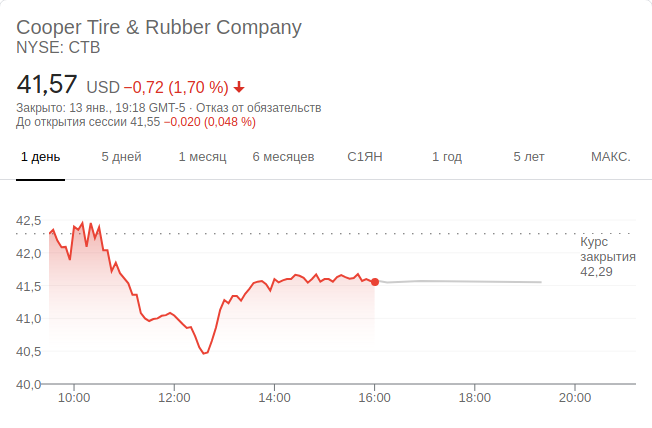 Cooper Tire & Rubber Company
NYSE: CTB
41,57 USD −0,72 (1,70 %)
Закрыто: 13 янв., 19:18 GMT-5 · Отказ от обязательств
До открытия сессии 41,55 −0,020 (0,048 %)
1 день 5 дней 1 месяц 6 месяцев С1ЯН 1 год 5 лет МАКС.
42,5
Курс
закрытия
42,29
42,0
41,5
41,0
40,5
40,0
10:00 12:00 14:00 16:00 18:00 20:00